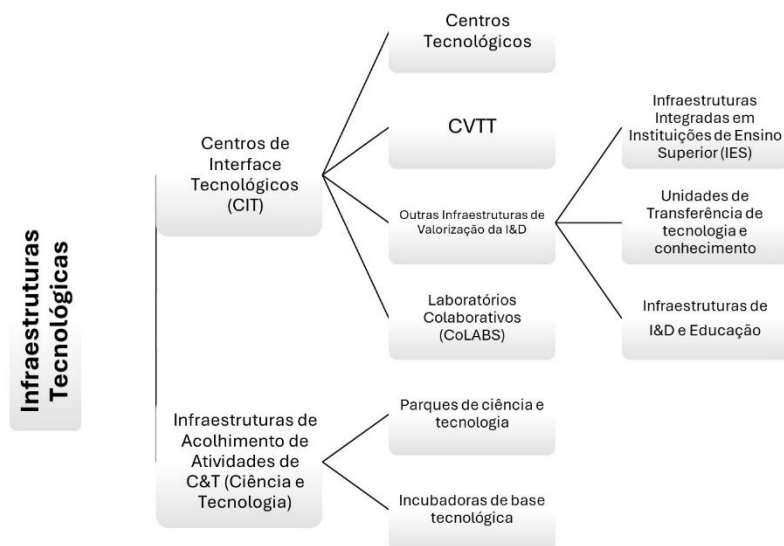 Infraestruturas
Tecnológicas
Centros de
Interface
Tecnológicos
(CIT)
Centros
Tecnológicos
CVTT
Outras Infraestruturas de
Valorização da I&D
Infraestruturas
Integradas em
Instituições de Ensino
Superior (IES)
Unidades de
Transferência de
tecnologia e
conhecimento
Infraestruturas de
I&D e Educação
Laboratórios
Colaborativos
(CoLABS)
Infraestruturas de
Acolhimento de
Atividades de
C&T (Ciência e
Tecnologia)
Parques de ciência e
tecnologia
Incubadoras de base
tecnológica